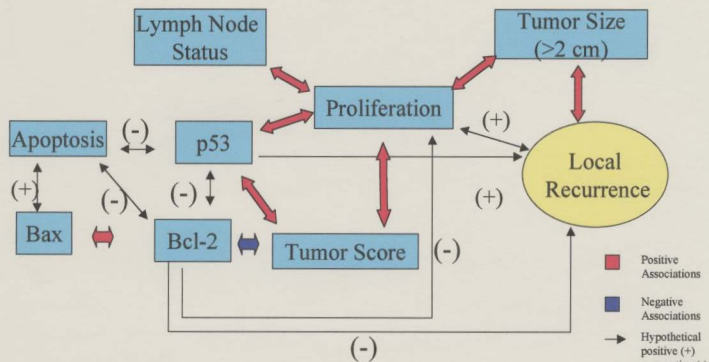 Lymph Node
Status
Tumor Size
(>2 cm)
Proliferation
(+)
Apoptosis
(-)
p53
Local
Recurrence
(+)
(-)
(-)
(+)
Bax
Bcl-2
Tumor Score
(-)
Positive
Associations
Negative
Associations
Hypothetical
positive (+)
(-)